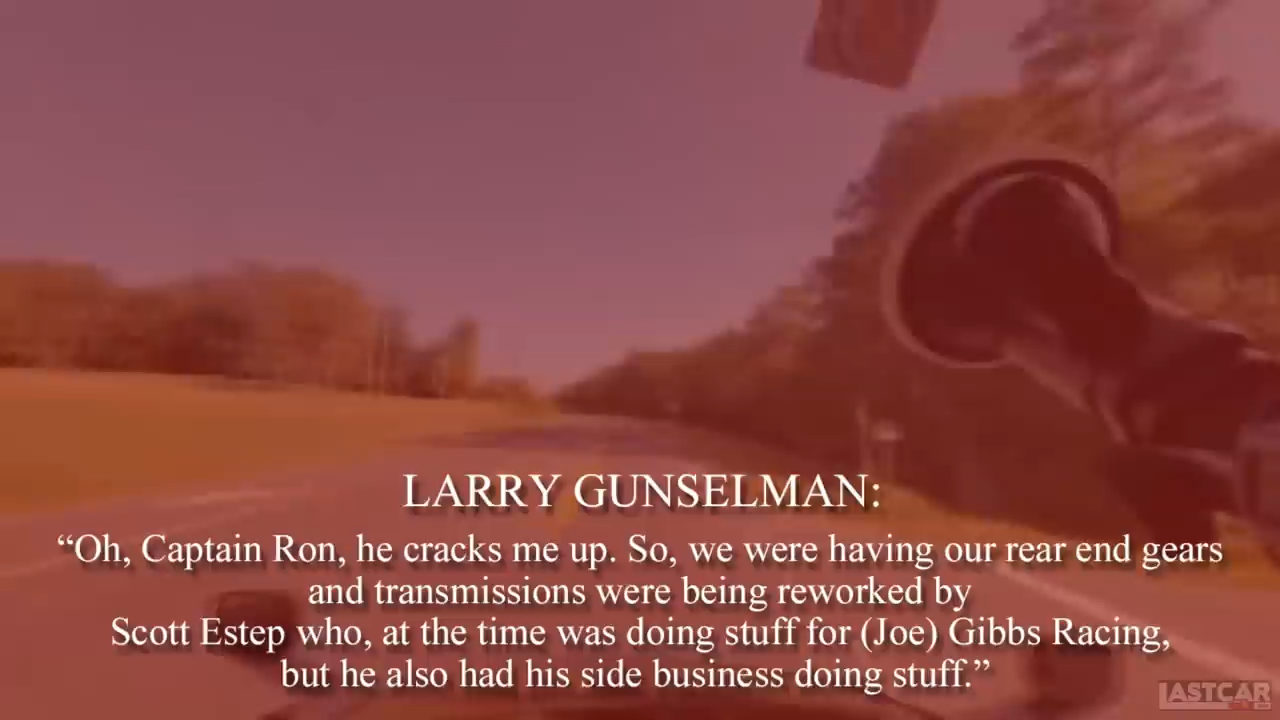 LARRY GUNSELMAN:
“Oh, Captain Ron, he cracks me up. So, we were having our rear end gears
and transmissions were being reworked by
Scott Estep who, at the time was doing stuff for (Joe) Gibbs Racing,
but he also had his side business doing stuff.”
LASTCAR